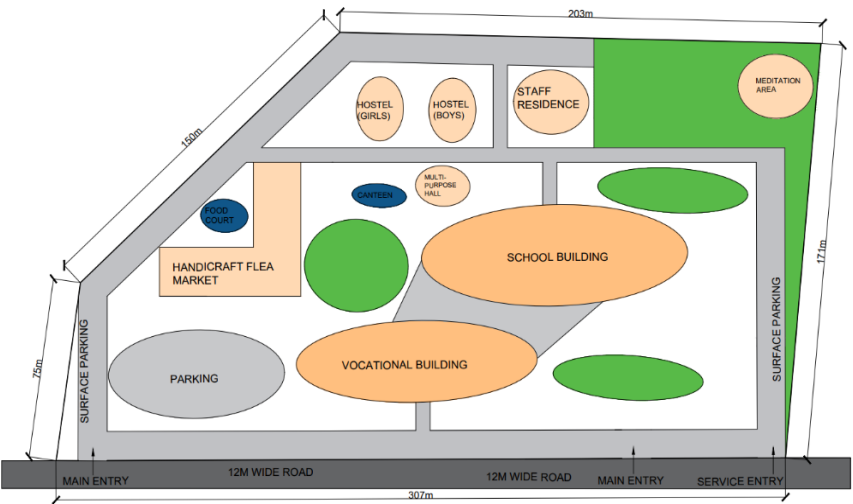 203m
150m
HOSTEL
(GIRLS)
HOSTEL
(BOYS)
STAFF
RESIDENCE
MEDITATION
AREA
MULTI-
PURPOSE
HALL
CANTEEN
FOOD
COURT
SCHOOL BUILDING
171m
HANDICRAFT FLEA
MARKET
SURFACE PARKING
SURFACE PARKING
75m
VOCATIONAL BUILDING
PARKING
12M WIDE ROAD
12M WIDE ROAD
MAIN ENTRY
MAIN ENTRY
SERVICE ENTRY
307m